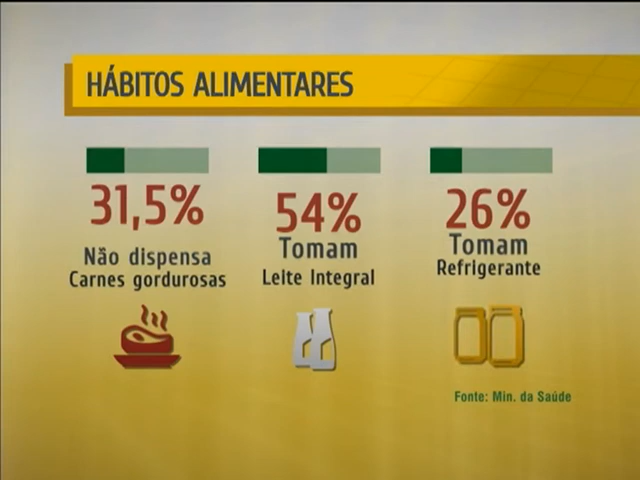 HÁBITOS ALIMENTARES
31,5%
Não dispensa
Carnes gordurosas
54%
Tomam
Leite Integral
26%
Tomam
Refrigerante
Fonte: Min. da Saúde